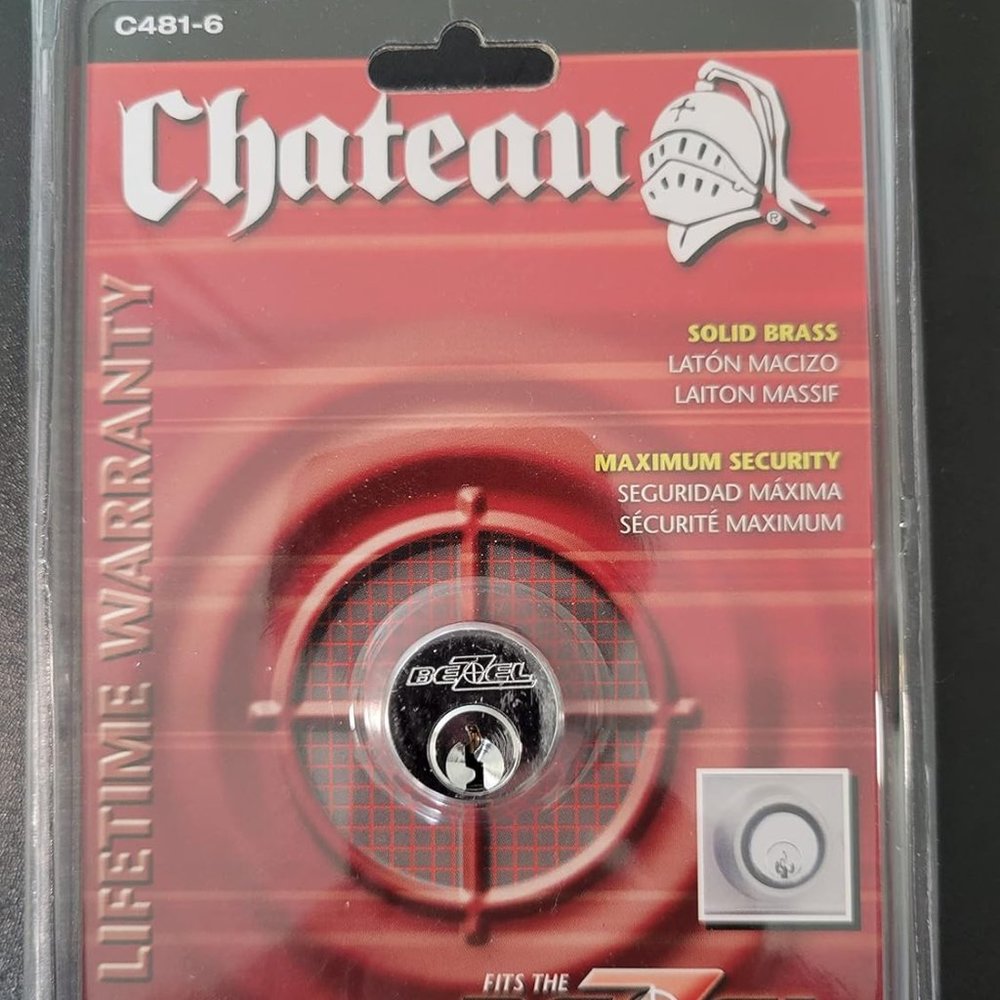 C481-6
Chateau
®
SOLID BRASS
LATÓN MACIZO
LAITON MASSIF
MAXIMUM SECURITY
SEGURIDAD MÁXIMA
SÉCURITÉ MAXIMUM
LIFETIME WARRANTY
BEZEL
FITS THE